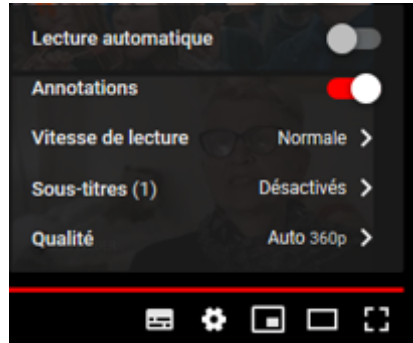 Lecture automatique
Annotations
Vitesse de lecture Normale
Sous-titres (1) Désactivés
Qualité Auto 360p